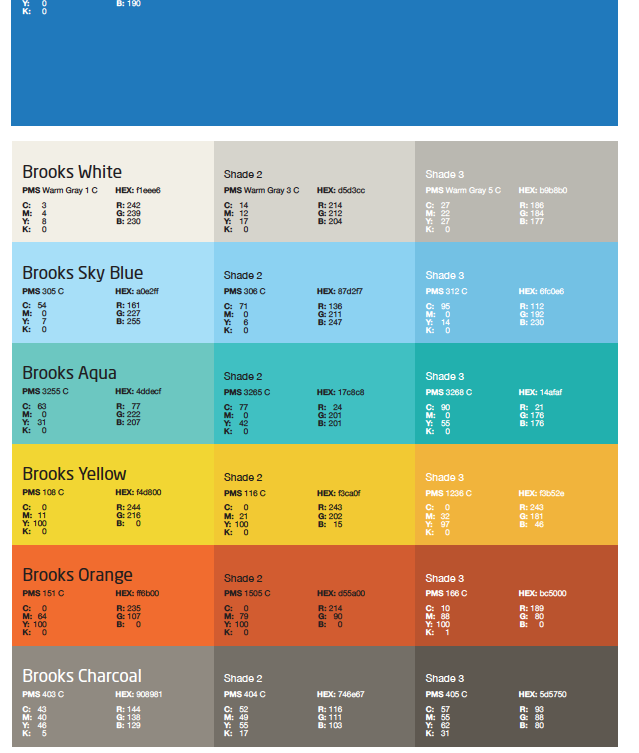 Y: 0 B: 190
K: 0
Brooks White Shade 2 Shade 3
PMS Warm Gray 1 C HEX: f1eee6 PMS Warm Gray 3 C HEX: d5d3cc PMS Warm Gray 5 C HEX: b9b8b0
C: 3 R: 242 C: 14 R: 214 C: 27 R: 186
M: 4 G: 239 M: 12 G: 212 M: 22 G: 184
Y: 8 B: 230 Y: 17 B: 204 Y: 27 B: 177
K: 0 K: 0 K: 0
Brooks Sky Blue Shade 2 Shade 3
PMS 305 C HEX: a0e2ff PMS 306 C HEX: 87d2f7 PMS 312 C HEX: 6fc0e6
C: 54 R: 161 C: 71 R: 136 C: 95 R: 112
M: 0 G: 227 M: 0 G: 211 M: 0 G: 192
Y: 7 B: 255 Y: 6 B: 247 Y: 14 B: 230
K: 0 K: 0 K: 0
Brooks Aqua Shade 2 Shade 3
PMS 3255 C HEX: 4ddecf PMS 3265 C HEX: 17c8c8 PMS 3268 C HEX: 14afaf
C: 63 R: 77 C: 77 R: 24 C: 90 R: 21
M: 0 G: 222 M: 0 G: 201 M: 0 G: 176
Y: 31 B: 207 Y: 42 B: 201 Y: 55 B: 176
K: 0 K: 0 K: 0
Brooks Yellow Shade 2 Shade 3
PMS 108 C HEX: f4d800 PMS 116 C HEX: f3ca0f PMS 1236 C HEX: f3b52e
C: 0 R: 244 C: 0 R: 243 C: 0 R: 243
M: 11 G: 216 M: 21 G: 202 M: 32 G: 181
Y: 100 B: 0 Y: 100 B: 15 Y: 97 B: 46
K: 0 K: 0 K: 0
Brooks Orange Shade 2 Shade 3
PMS 151 C HEX: ff6b00 PMS 1505 C HEX: d55a00 PMS 166 C HEX: bc5000
C: 0 R: 235 C: 0 R: 214 C: 10 R: 189
M: 64 G: 107 M: 79 G: 90 M: 88 G: 80
Y: 100 B: 0 Y: 100 B: 0 Y: 100 B: 0
K: 0 K: 0 K: 1
Brooks Charcoal Shade 2 Shade 3
PMS 403 C HEX: 908981 PMS 404 C HEX: 746e67 PMS 405 C HEX: 5d5750
C: 43 R: 144 C: 52 R: 116 C: 57 R: 93
M: 40 G: 138 M: 49 G: 111 M: 55 G: 88
Y: 46 B: 129 Y: 55 B: 103 Y: 62 B: 80
K: 5 K: 17 K: 31